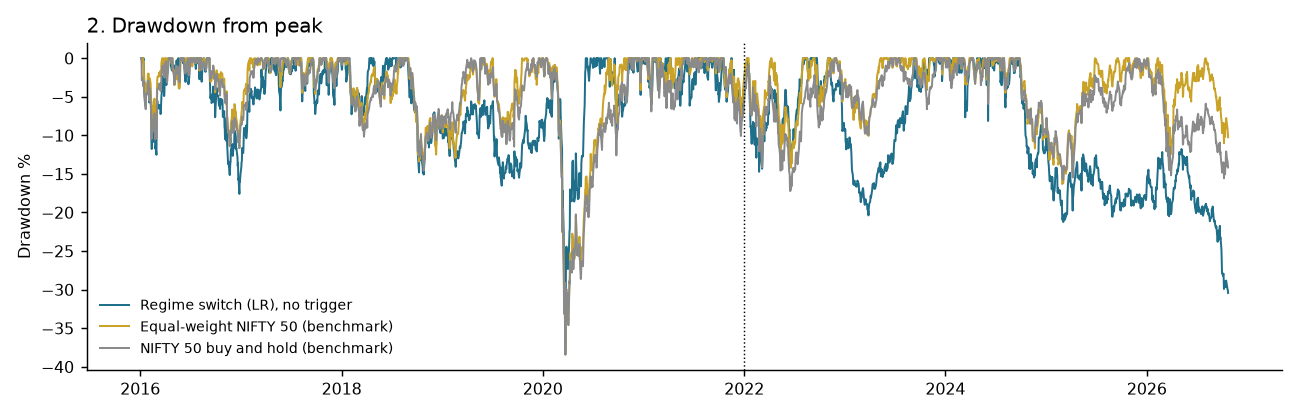 2. Drawdown from peak
Drawdown %
0
−5
−10
−15
−20
−25
−30
−35
−40
Regime switch (LR), no trigger
Equal-weight NIFTY 50 (benchmark)
NIFTY 50 buy and hold (benchmark)
2016 2018 2020 2022 2024 2026